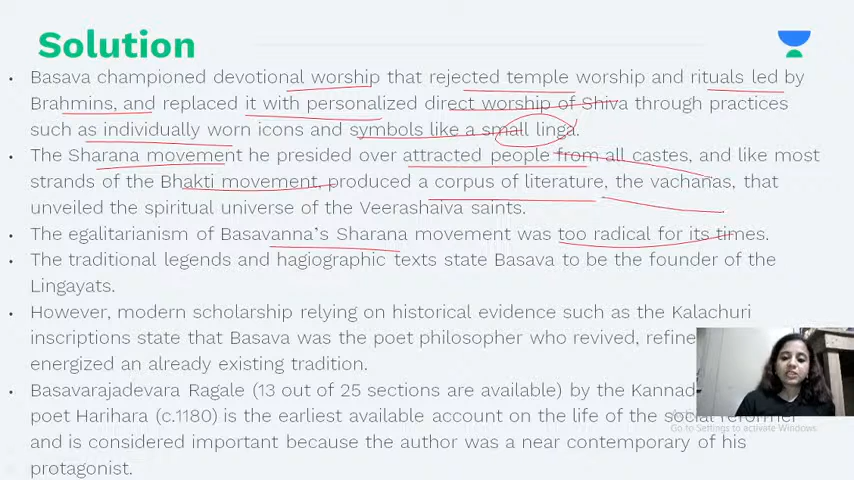 Solution
• Basava championed devotional worship that rejected temple worship and rituals led by
Brahmins, and replaced it with personalized direct worship of Shiva through practices
such as individually worn icons and symbols like a small linga.
• The Sharana movement he presided over attracted people from all castes, and like most
strands of the Bhakti movement, produced a corpus of literature, the vachanas, that
unveiled the spiritual universe of the Veerashaiva saints.
• The egalitarianism of Basavanna's Sharana movement was too radical for its times.
• The traditional legends and hagiographic texts state Basava to be the founder of the
Lingayats.
• However, modern scholarship relying on historical evidence such as the Kalachuri
inscriptions state that Basava was the poet philosopher who revived, refine
energized an already existing tradition.
• Basavarajadevara Ragale (13 out of 25 sections are available) by the Kannad
poet Harihara (c.1180) is the earliest available account on the life of the social reformer
and is considered important because the author was a near contemporary of his
Go to Settings to activate Windows.
protagonist.